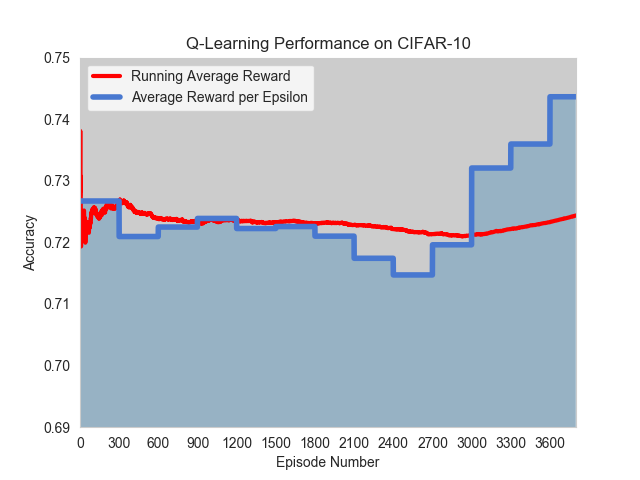 Q-Learning Performance on CIFAR-10
Running Average Reward
Average Reward per Epsilon
Accuracy
0.75
0.74
0.73
0.72
0.71
0.70
0.69
0 300 600 900 1200 1500 1800 2100 2400 2700 3000 3300 3600
Episode Number